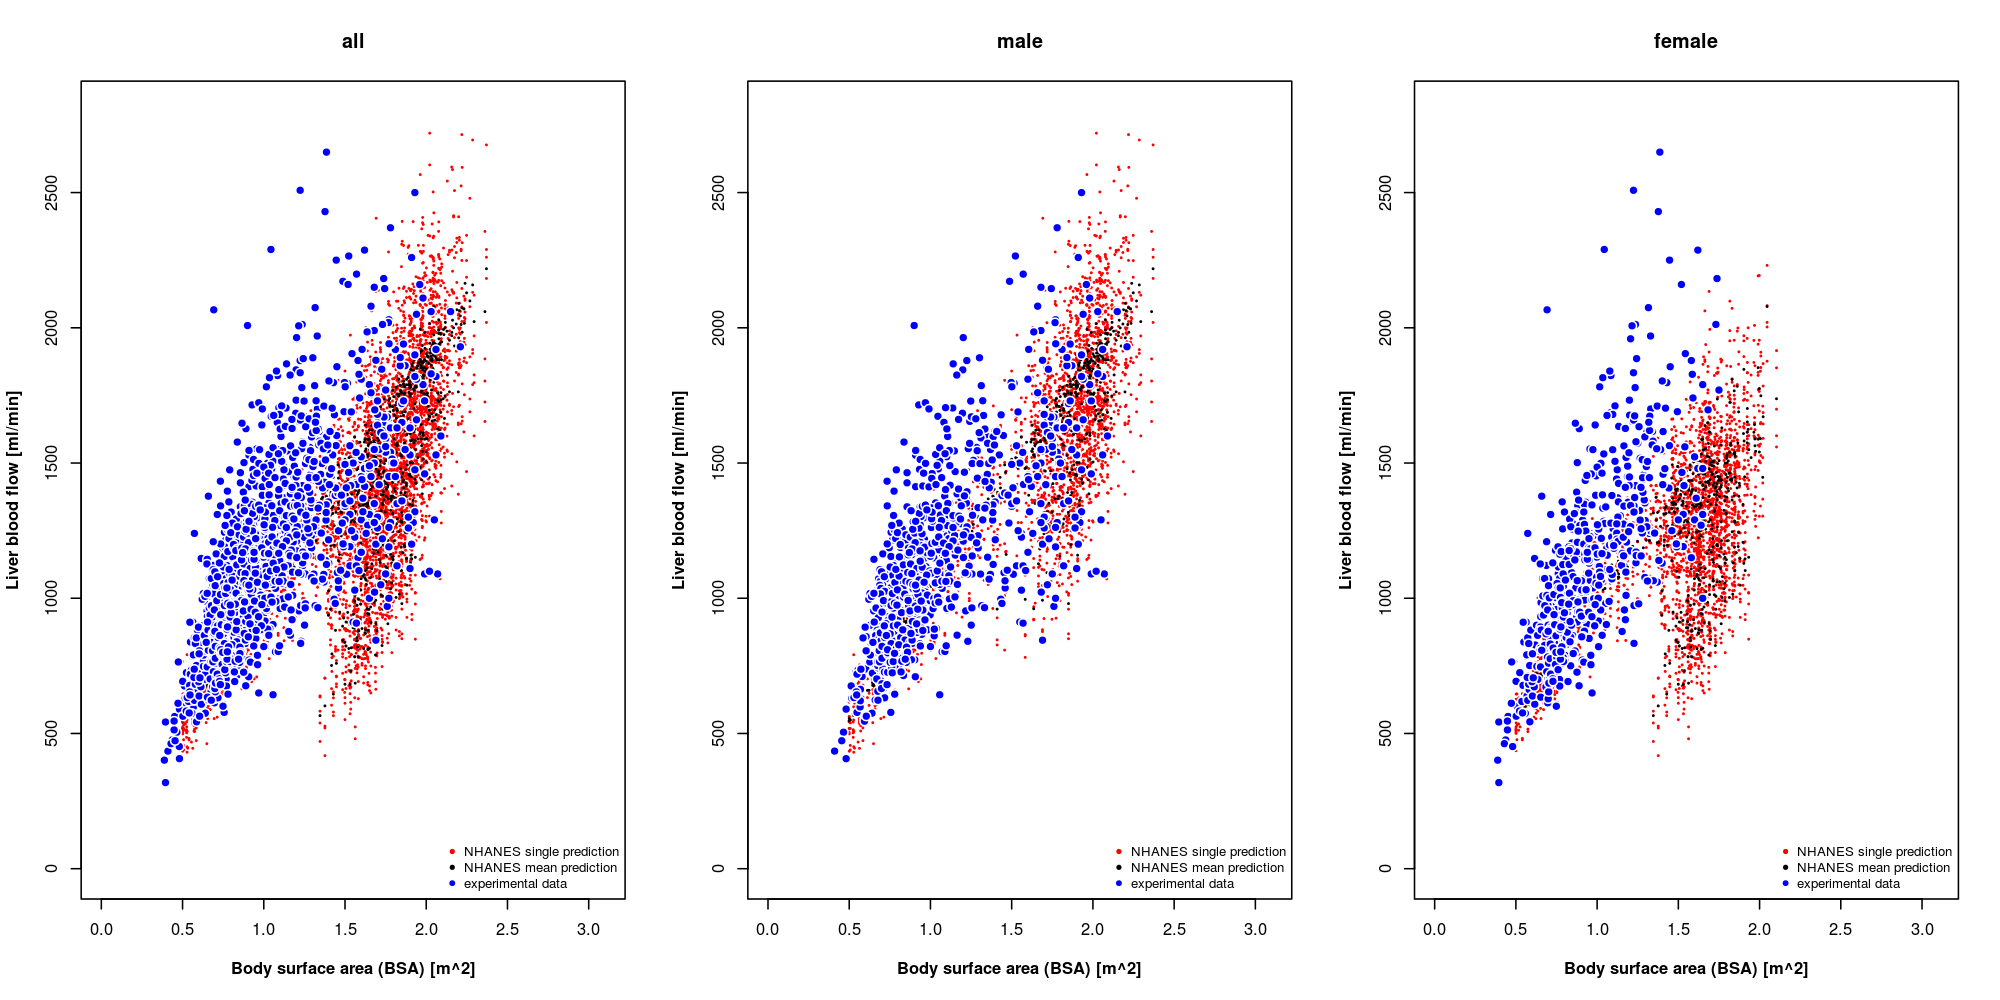 all
Liver blood flow [ml/min]
2500
2000
1500
1000
500
0
NHANES single prediction
NHANES mean prediction
experimental data
0.0 0.5 1.0 1.5 2.0 2.5 3.0
Body surface area (BSA) [m^2]
male
Liver blood flow [ml/min]
2500
2000
1500
1000
500
0
NHANES single prediction
NHANES mean prediction
experimental data
0.0 0.5 1.0 1.5 2.0 2.5 3.0
Body surface area (BSA) [m^2]
female
Liver blood flow [ml/min]
2500
2000
1500
1000
500
0
NHANES single prediction
NHANES mean prediction
experimental data
0.0 0.5 1.0 1.5 2.0 2.5 3.0
Body surface area (BSA) [m^2]